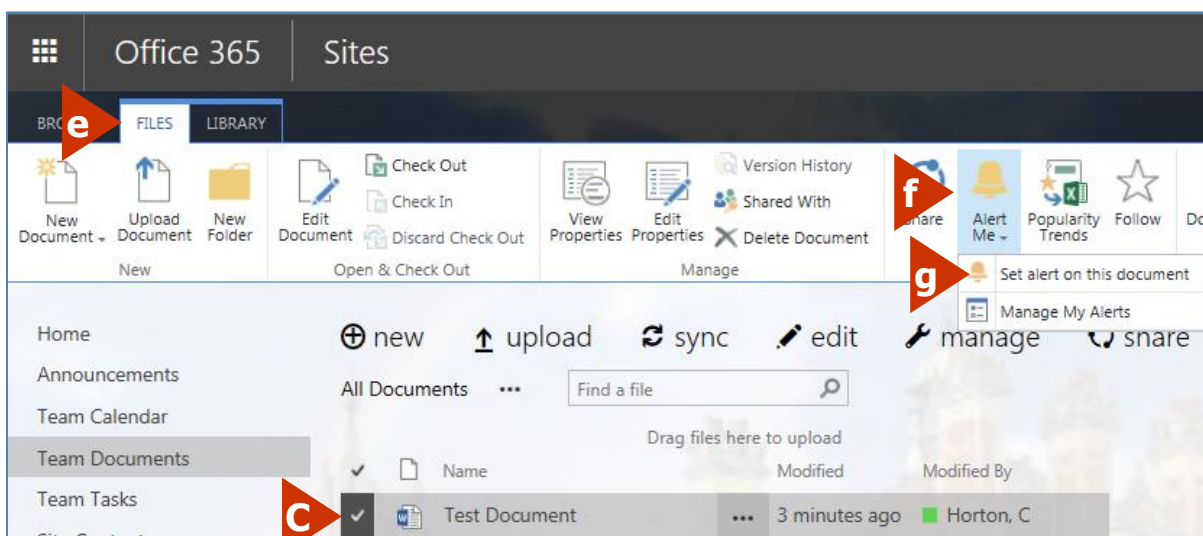 Office 365 Sites
e FILES LIBRARY
Check Out
Version History
Check In
Shared With
f
New Document
Upload Document
New Folder
Edit Document
Discard Check Out
View Properties
Edit Properties
Delete Document
Alert Me
Popularity Trends
Follow
New
Open & Check Out
Manage
g Set alert on this document
Manage My Alerts
Home
new upload sync edit manage share
Announcements
All Documents ••• Find a file
Team Calendar
Drag files here to upload
Team Documents
Name Modified Modified By
Team Tasks
C Test Document ••• 3 minutes ago Horton, C